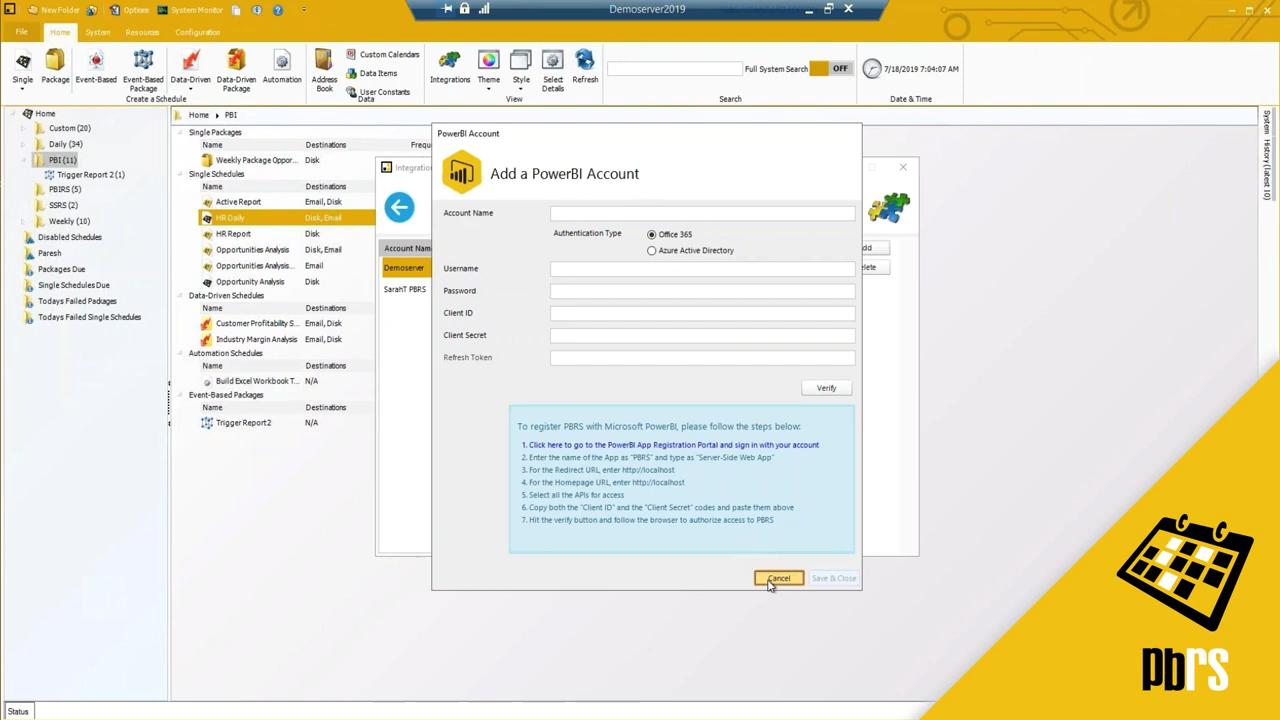 New Folder
Options
System Monitor
Demoserver2019
File
Home
System
Resources
Configuration
Single
Package
Event-Based
Event-Based Package
Data-Driven
Data-Driven Package
Automation
Create a Schedule
Address Book
Custom Calendars
Data Items
User Constants
Data
Integrations
Theme
Style
Select Details
Refresh
View
Full System Search
OFF
Search
7/18/2019 7:04:07 AM
Date & Time
Home
Custom (20)
Daily (34)
PBI (11)
Trigger Report 2 (1)
PBIRS (5)
SSRS (2)
Weekly (10)
Disabled Schedules
Paresh
Packages Due
Single Schedules Due
Todays Failed Packages
Todays Failed Single Schedules
Home
PBI
Single Packages
Name
Frequ
Weekly Package Oppor...
Disk
Single Schedules
Name
Destinations
Active Report
Email, Disk
HR Daily
Disk, Email
HR Report
Disk
Opportunities Analysis
Disk, Email
Opportunities Analysis...
Email
Opportunity Analysis
Disk
Data-Driven Schedules
Name
Destinations
Customer Profitability S...
Email, Disk
Industry Margin Analysis
Email, Disk
Automation Schedules
Name
Destinations
Build Excel Workbook T...
N/A
Event-Based Packages
Name
Destinations
Trigger Report2
N/A
Integration
Account Nam
Demoserver
SarahT PBRS
dd
lete
PowerBI Account
Add a PowerBI Account
Account Name
Authentication Type
Office 365
Azure Active Directory
Username
Password
Client ID
Client Secret
Refresh Token
Verify
To register PBRS with Microsoft PowerBI, please follow the steps below:
1. Click here to go to the PowerBI App Registration Portal and sign in with your account
2. Enter the name of the App as "PBRS" and type as "Server-Side Web App"
3. For the Redirect URL, enter http://localhost
4. For the Homepage URL, enter http://localhost
5. Select all the APIs for access
6. Copy both the "Client ID" and the "Client Secret" codes and paste them above
7. Hit the verify button and follow the browser to authorize access to PBRS
Cancel
Save & Close
System History (latest 10)
pbrs
Status